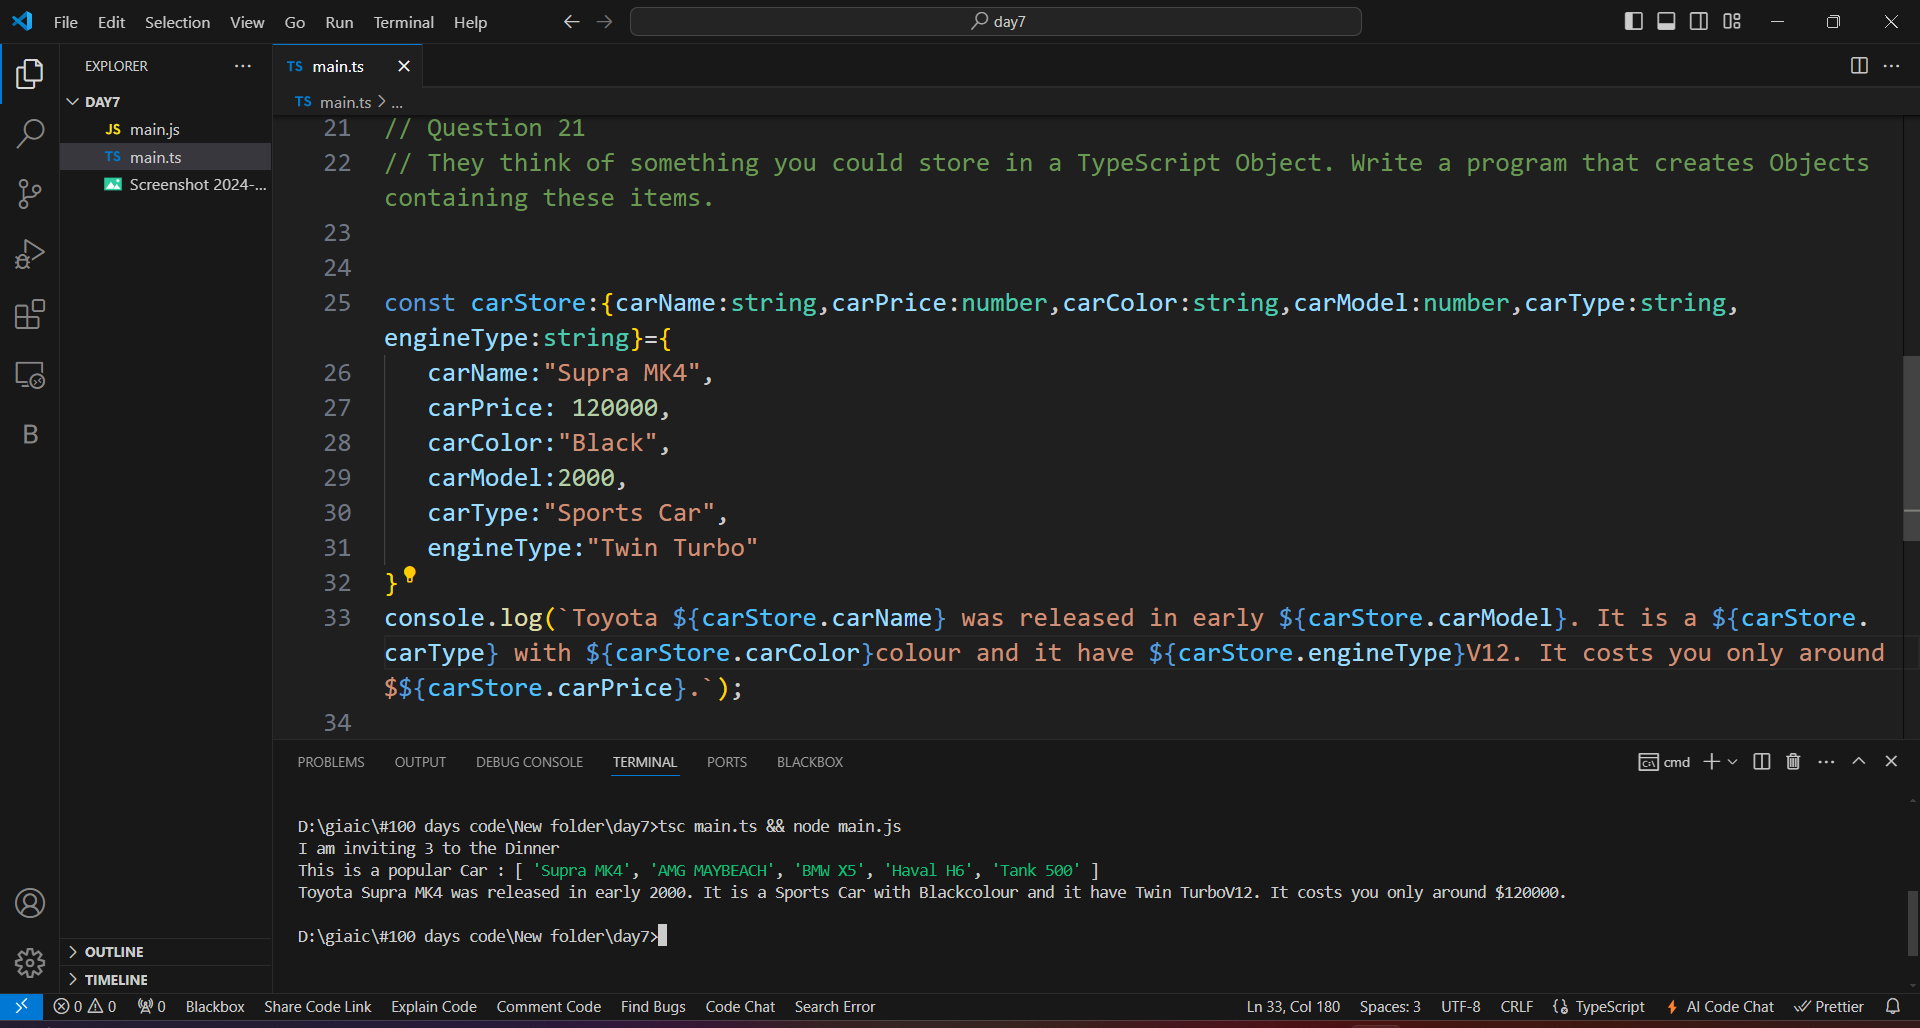 File Edit Selection View Go Run Terminal Help
day7
EXPLORER
TS main.ts
DAY7
JS main.js
TS main.ts
Screenshot 2024-...
TS main.ts > ...
21 // Question 21
22 // They think of something you could store in a TypeScript Object. Write a program that creates Objects
containing these items.
23
24
25 const carStore:{carName:string,carPrice:number,carColor:string,carModel:number,carType:string,
engineType:string}={
26 carName:"Supra MK4",
27 carPrice: 120000,
28 carColor:"Black",
29 carModel:2000,
30 carType:"Sports Car",
31 engineType:"Twin Turbo"
32 }
33 console.log(`Toyota ${carStore.carName} was released in early ${carStore.carModel}. It is a ${carStore.
carType} with ${carStore.carColor}colour and it have ${carStore.engineType}V12. It costs you only around
$${carStore.carPrice}.`);
34
PROBLEMS OUTPUT DEBUG CONSOLE TERMINAL PORTS BLACKBOX
cmd
D:\giaic\#100 days code\New folder\day7>tsc main.ts && node main.js
I am inviting 3 to the Dinner
This is a popular Car : [ 'Supra MK4', 'AMG MAYBEACH', 'BMW X5', 'Haval H6', 'Tank 500' ]
Toyota Supra MK4 was released in early 2000. It is a Sports Car with Blackcolour and it have Twin TurboV12. It costs you only around $120000.
D:\giaic\#100 days code\New folder\day7>
B
OUTLINE
TIMELINE
0 0 0 Blackbox Share Code Link Explain Code Comment Code Find Bugs Code Chat Search Error Ln 33, Col 180 Spaces: 3 UTF-8 CRLF {} TypeScript AI Code Chat Prettier